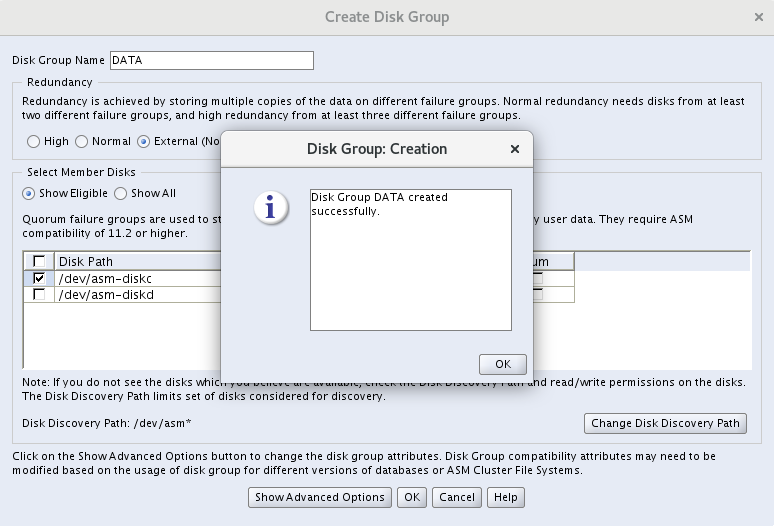 Create Disk Group
Disk Group Name DATA
Redundancy
Redundancy is achieved by storing multiple copies of the data on different failure groups. Normal redundancy needs disks from at least
two different failure groups, and high redundancy from at least three different failure groups.
High Normal External (No
Disk Group: Creation
Select Member Disks
Show Eligible Show All
Disk Group DATA created
successfully.
Quorum failure groups are used to st y user data. They require ASM
compatibility of 11.2 or higher.
Disk Path um
/dev/asm-diskc
/dev/asm-diskd
OK
Note: If you do not see the disks which you believe are available, check the Disk Discovery Path and read/write permissions on the disks.
The Disk Discovery Path limits set of disks considered for discovery.
Disk Discovery Path: /dev/asm* Change Disk Discovery Path
Click on the Show Advanced Options button to change the disk group attributes. Disk Group compatibility attributes may need to be
modified based on the usage of disk group for different versions of databases or ASM Cluster File Systems.
Show Advanced Options OK Cancel Help